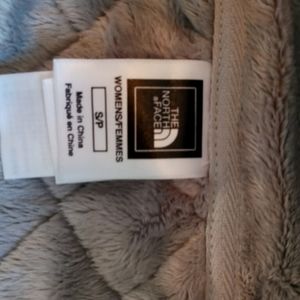 THE
NORTH
FACE
WOMENS/FEMMES
S/P
Made in China
Fabriqué en Chine